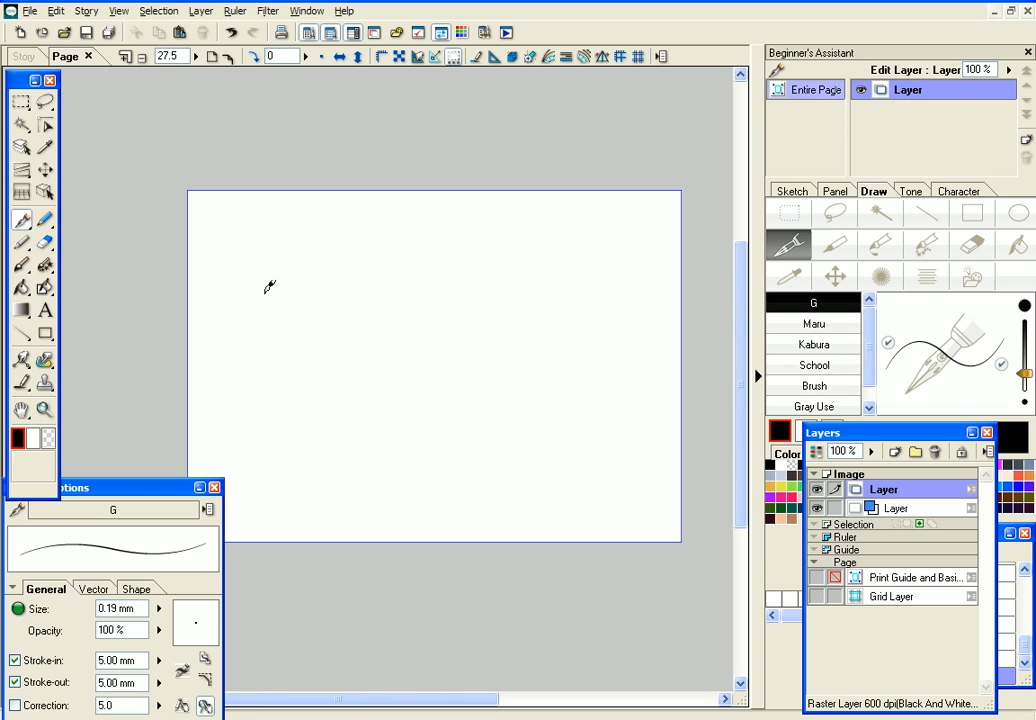 File Edit Story View Selection Layer Ruler Filter Window Help
Story Page 27.5 0
Beginner's Assistant
Edit Layer : Layer 100 %
Entire Page Layer
Sketch Panel Draw Tone Character
G
Maru
Kabura
School
Brush
Gray Use
Layers
Color
100 %
Image
Layer
Layer
Selection
Ruler
Guide
Page
Print Guide and Basi...
Grid Layer
Raster Layer 600 dpi(Black And White...
G
General Vector Shape
Size: 0.19 mm
Opacity: 100 %
Stroke-in: 5.00 mm
Stroke-out: 5.00 mm
Correction: 5.0